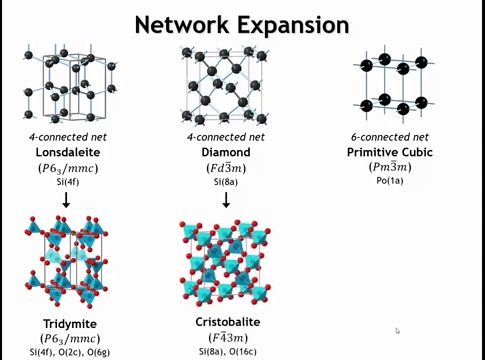 Network Expansion
4-connected net
Lonsdaleite
(P6₃/mmc)
Si(4f)
4-connected net
Diamond
(Fd3̄m)
Si(8a)
6-connected net
Primitive Cubic
(Pm3̄m)
Po(1a)
Tridymite
(P6₃/mmc)
Si(4f), O(2c), O(6g)
Cristobalite
(F4̄3m)
Si(8a), O(16c)